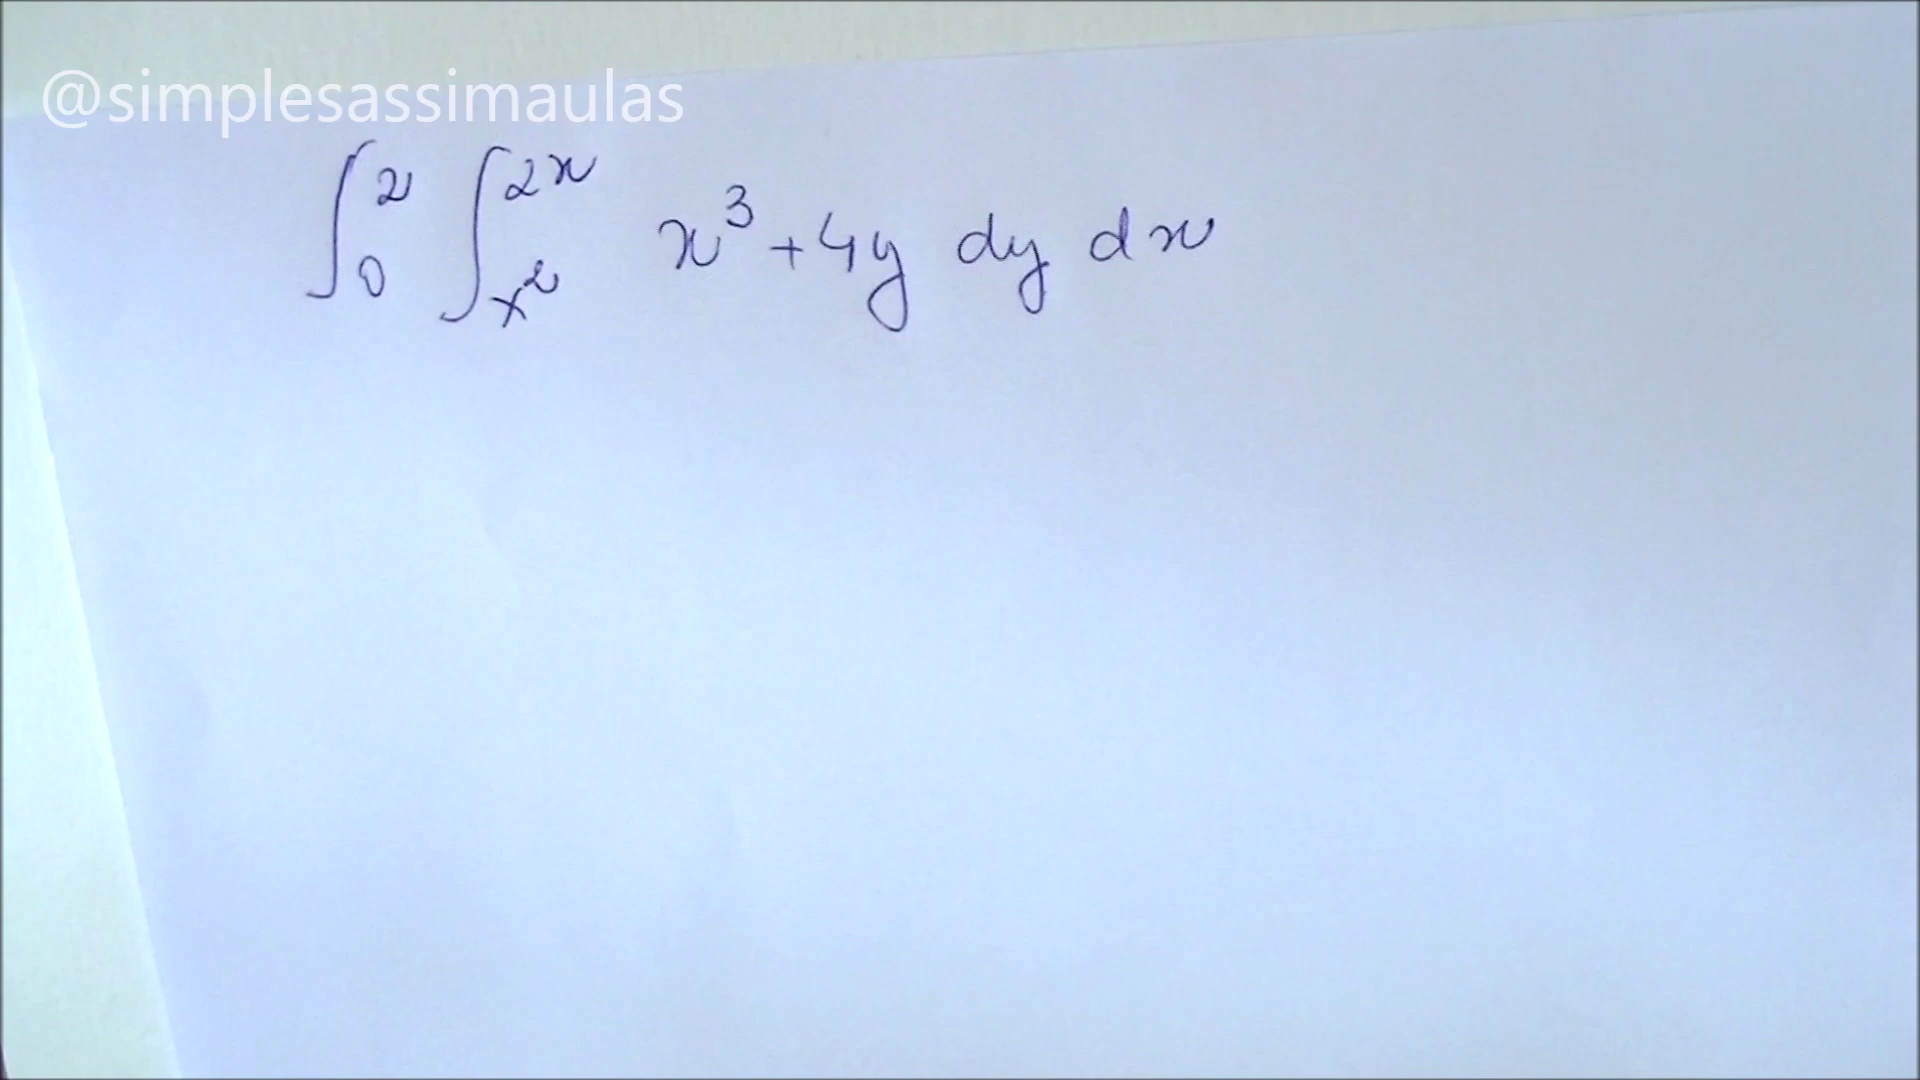 @simplesassimaulas
∫₀² ∫ₓ²^2x x³+4y dy dx